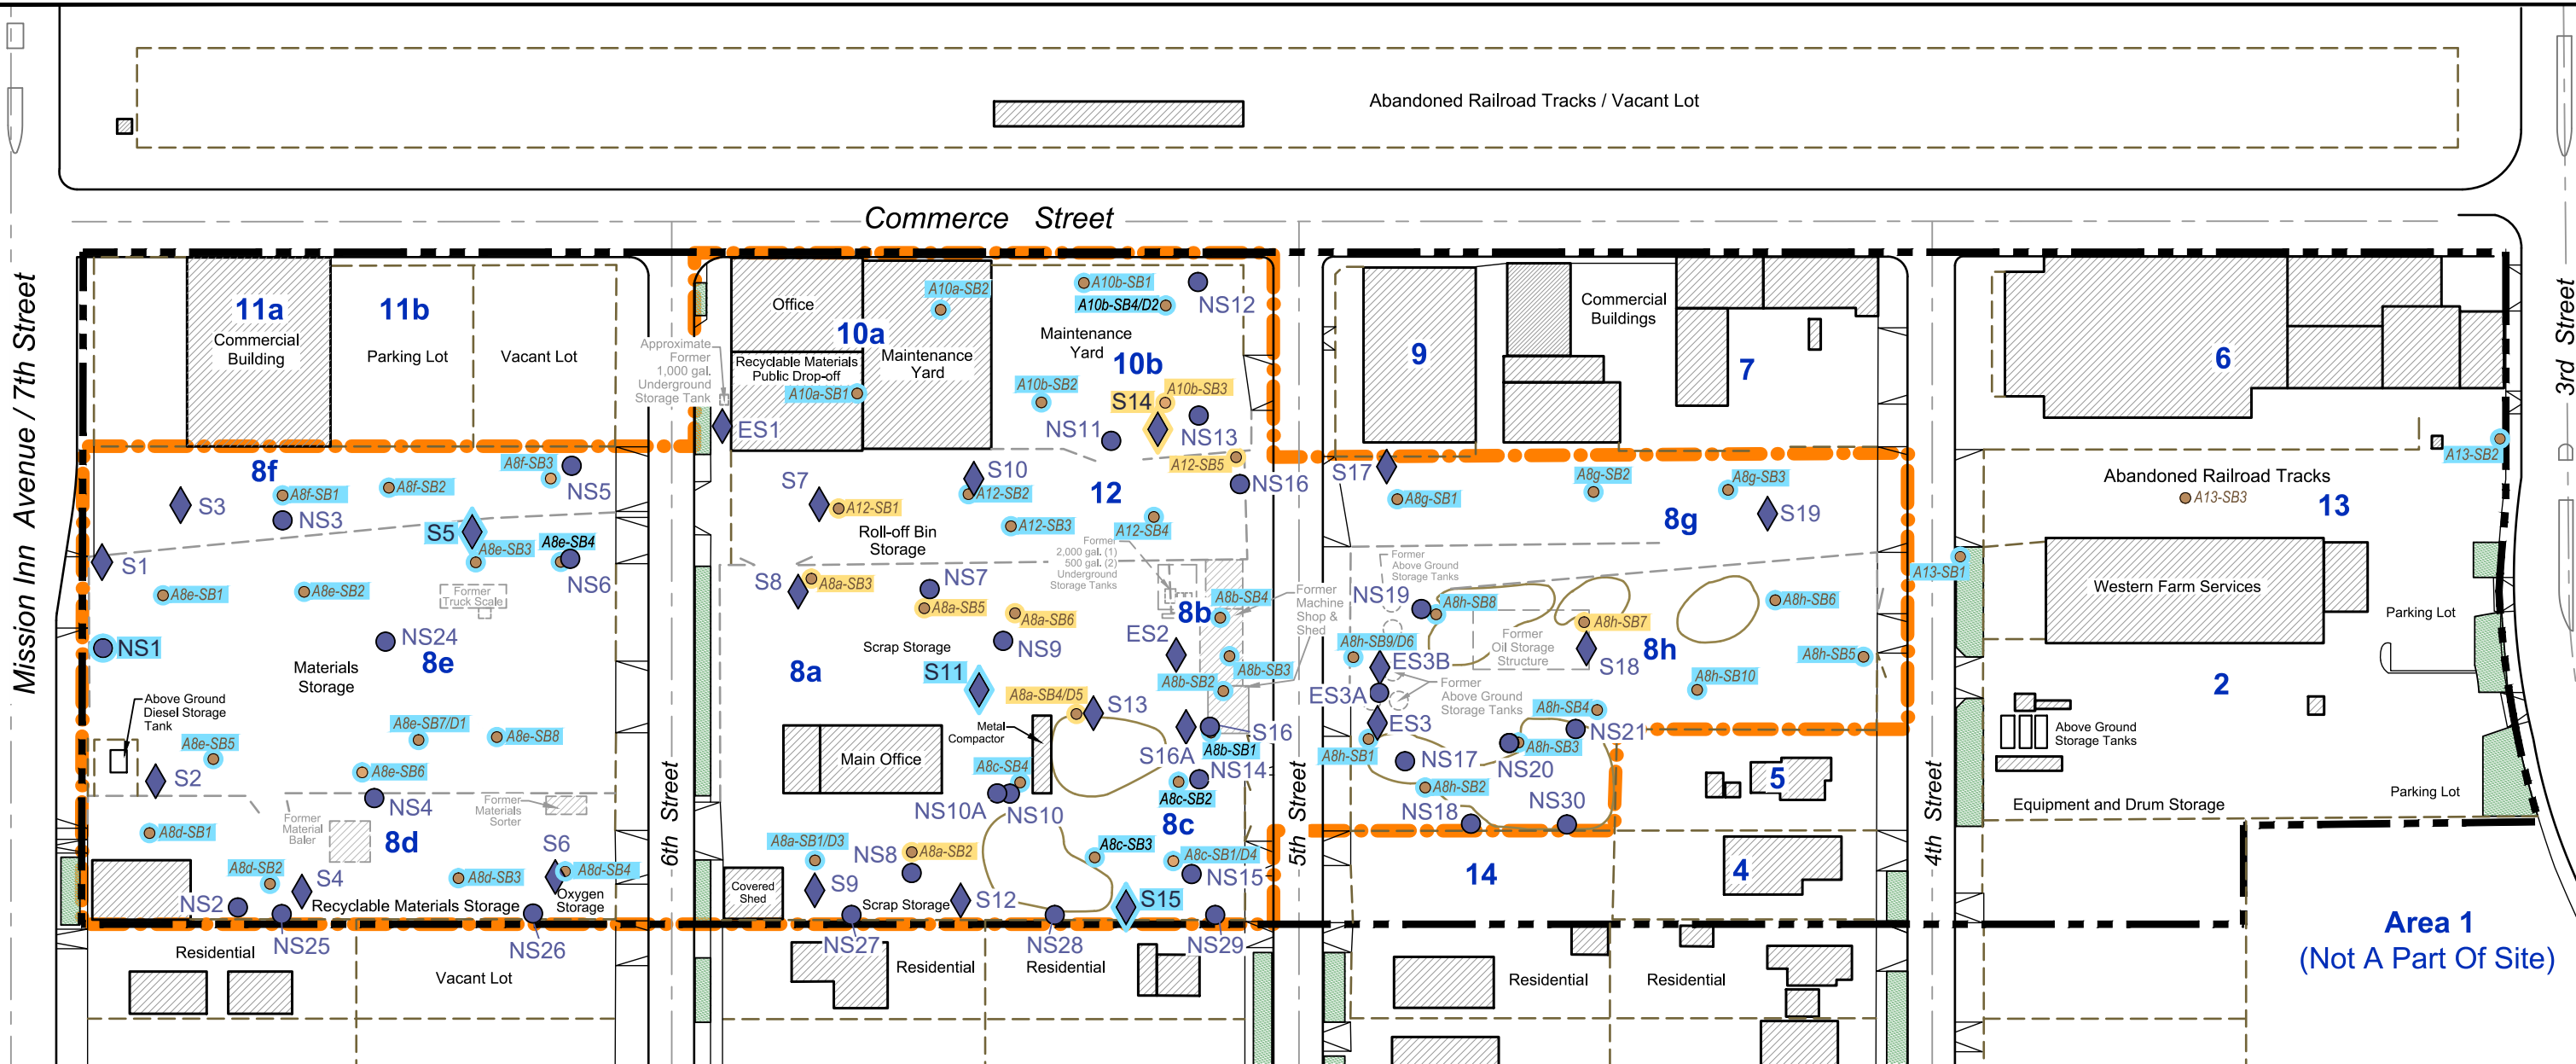 Abandoned Railroad Tracks / Vacant Lot
Commerce Street
Mission Inn Avenue / 7th Street
6th Street
5th Street
4th Street
3rd Street
11a
Commercial
Building
11b
Parking Lot
Vacant Lot
8f
A8f-SB1
A8f-SB2
A8f-SB3
NS5
S3
NS3
S5
A8e-SB3
A8e-SB4
NS6
S1
A8e-SB1
A8e-SB2
Former
Truck Scale
NS1
NS24
8e
Materials
Storage
Above Ground
Diesel Storage
Tank
A8e-SB7/D1
A8e-SB8
A8e-SB5
A8e-SB6
S2
NS4
Former
Materials
Sorter
Former
Material
Baler
A8d-SB1
8d
S6
A8d-SB2
A8d-SB3
A8d-SB4
S4
NS2
Recyclable Materials Storage
Oxygen
Storage
NS25
NS26
Residential
Vacant Lot
Approximate
Former
1,000 gal.
Underground
Storage Tank
ES1
Office
10a
Recyclable Materials
Public Drop-off
A10a-SB1
A10a-SB2
Maintenance
Yard
A10b-SB1
A10b-SB4/D2
NS12
Maintenance
Yard
10b
A10b-SB2
A10b-SB3
S14
NS11
NS13
A12-SB5
NS16
S7
S10
A12-SB1
A12-SB2
12
A12-SB3
A12-SB4
Roll-off Bin
Storage
Former
2,000 gal. (1)
500 gal. (2)
Underground
Storage Tanks
S8
A8a-SB3
NS7
A8a-SB5
A8a-SB6
Scrap Storage
NS9
8a
S11
A8a-SB4/D5
S13
8b
A8b-SB4
Former
Machine
Shop &
Shed
ES2
A8b-SB3
A8b-SB2
S16
S16A
A8b-SB1
Metal
Compactor
Main Office
A8c-SB4
NS10A
NS10
NS14
A8c-SB2
8c
A8a-SB1/D3
NS8
A8a-SB2
A8c-SB3
A8c-SB1/D4
NS15
Covered
Shed
S9
Scrap Storage
S12
S15
NS27
NS28
NS29
Residential
Residential
9
Commercial
Buildings
7
S17
A8g-SB1
A8g-SB2
A8g-SB3
8g
S19
Former
Above Ground
Storage Tanks
NS19
A8h-SB8
A8h-SB7
A8h-SB6
Former
Oil Storage
Structure
A8h-SB9/D6
ES3B
S18
8h
A8h-SB5
ES3A
Former
Above Ground
Storage Tanks
A8h-SB10
ES3
A8h-SB4
NS21
A8h-SB1
A8h-SB3
NS17
NS20
A8h-SB2
NS18
NS30
5
14
4
Residential
Residential
6
A13-SB2
Abandoned Railroad Tracks
A13-SB3
13
A13-SB1
Western Farm Services
Parking Lot
2
Above Ground
Storage Tanks
Equipment and Drum Storage
Parking Lot
Area 1
(Not A Part Of Site)